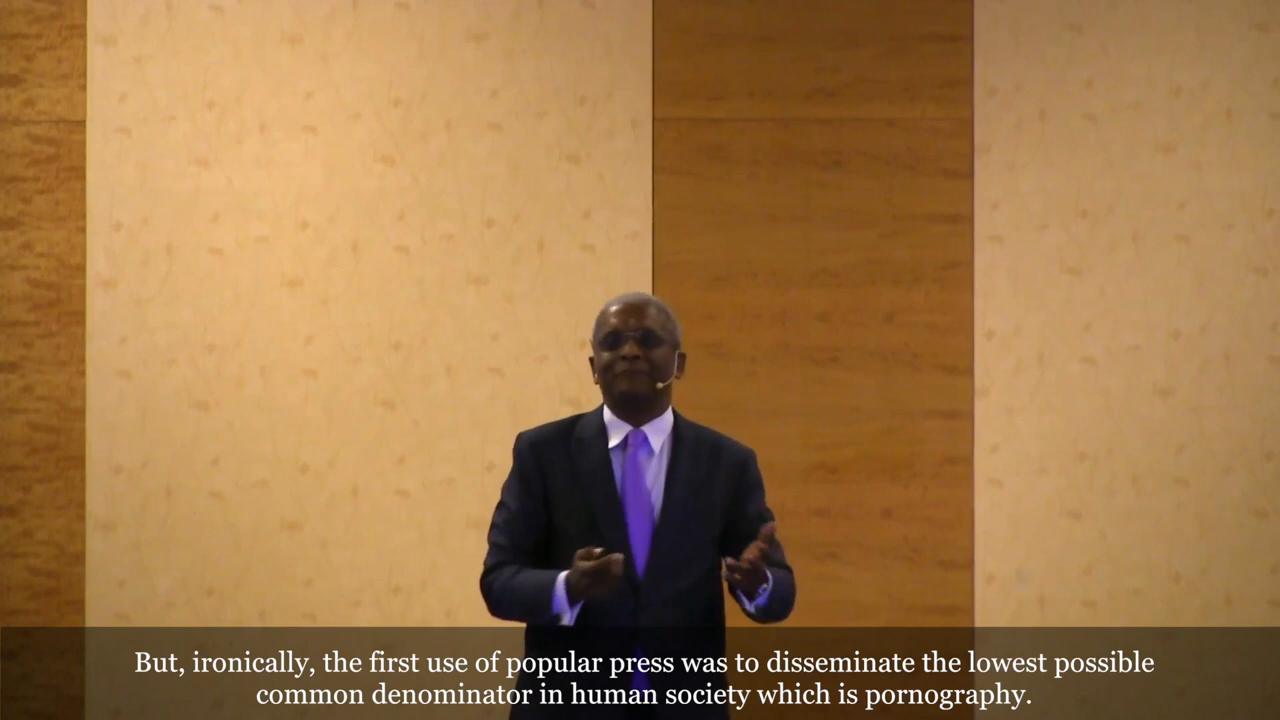 But, ironically, the first use of popular press was to disseminate the lowest possible
common denominator in human society which is pornography.